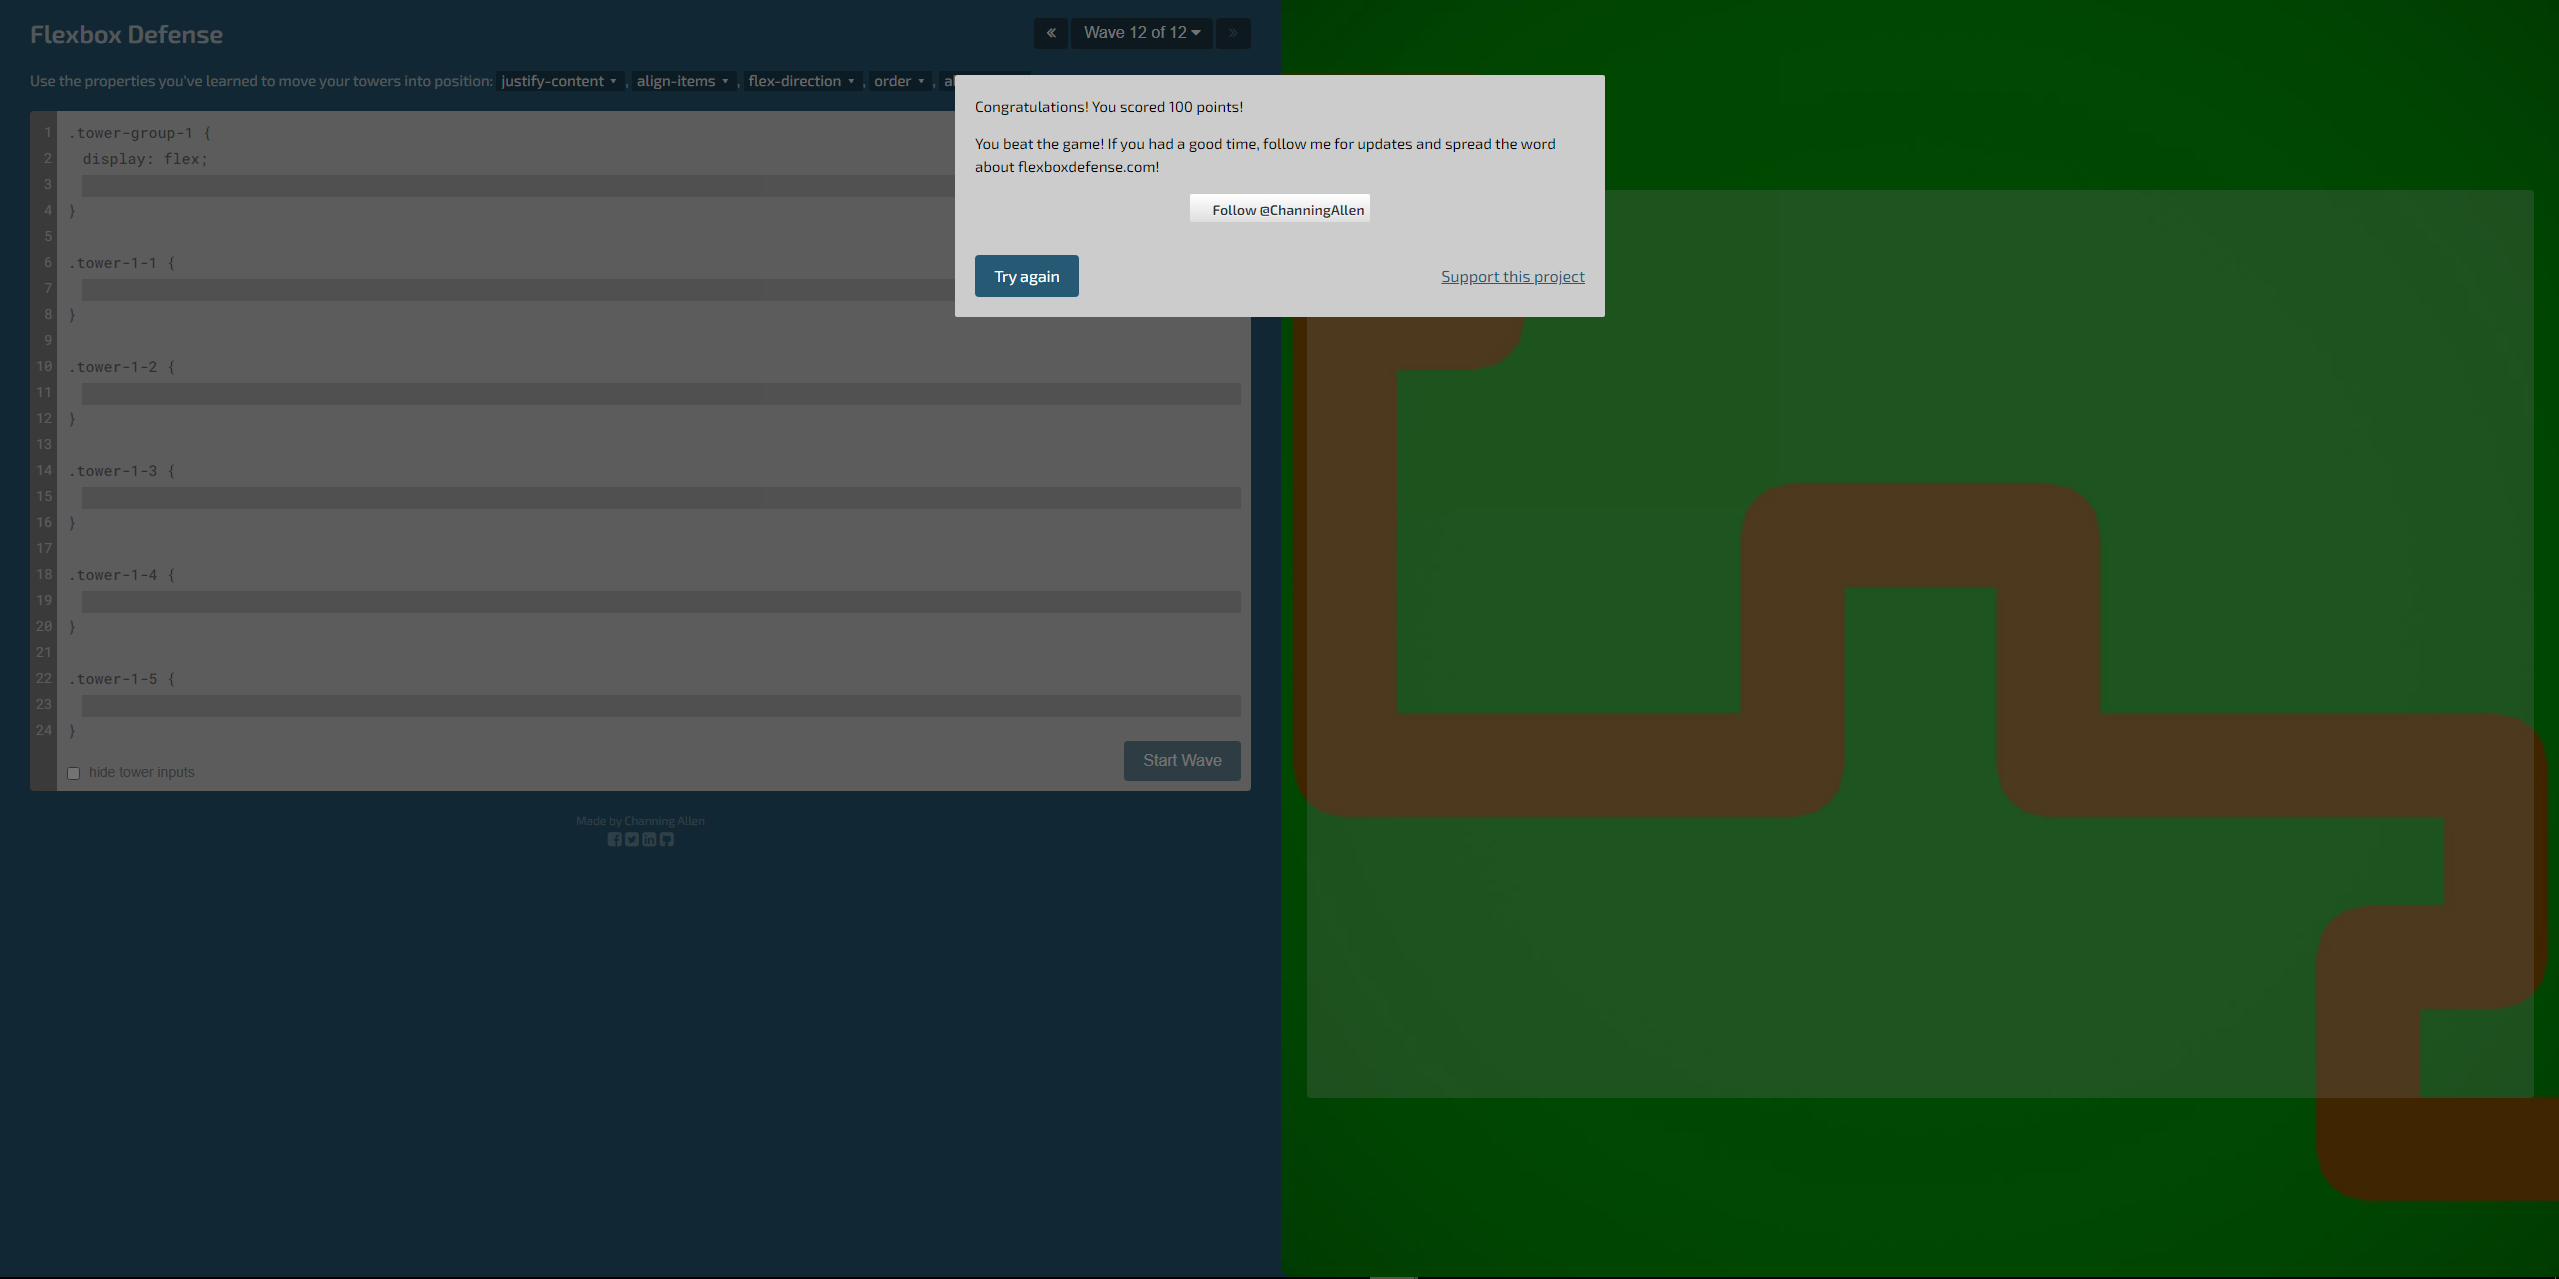 Flexbox Defense
« Wave 12 of 12 »
Use the properties you've learned to move your towers into position: justify-content , align-items , flex-direction , order ,
Congratulations! You scored 100 points!
You beat the game! If you had a good time, follow me for updates and spread the word
about flexboxdefense.com!
Follow @ChanningAllen
Try again
Support this project
1 .tower-group-1 {
2 display: flex;
3
4 }
5
6 .tower-1-1 {
7
8 }
9
10 .tower-1-2 {
11
12 }
13
14 .tower-1-3 {
15
16 }
17
18 .tower-1-4 {
19
20 }
21
22 .tower-1-5 {
23
24 }
hide tower inputs
Start Wave
Made by Channing Allen